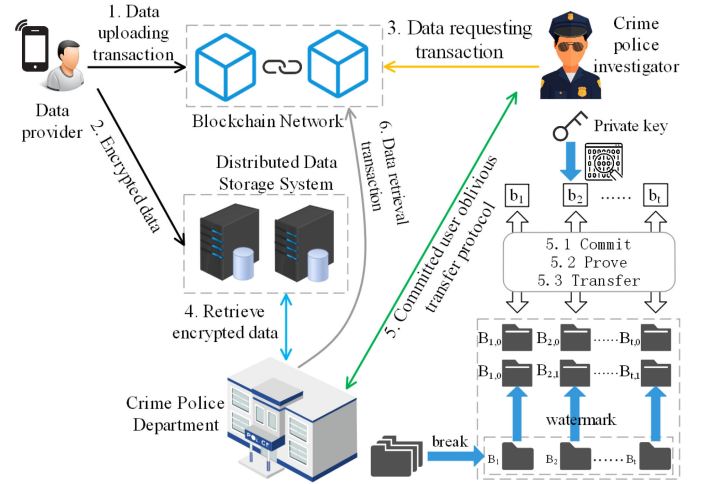 1. Data
uploading
transaction
3. Data requesting
transaction
Crime
police
investigator
Data
provider
Blockchain Network
2. Encrypted data
6. Data retrieval
transaction
Private key
Distributed Data
Storage System
b1 b2 ...... bt
5.1 Commit
5.2 Prove
5.3 Transfer
4. Retrieve
encrypted data
5. Committed user oblivious
transfer protocol
B1,0 B2,0 ...... Bt,0
B1,0 B2,1 ...... Bt,1
Crime Police
Department
POLICE
watermark
break
B1 B2 ...... Bt